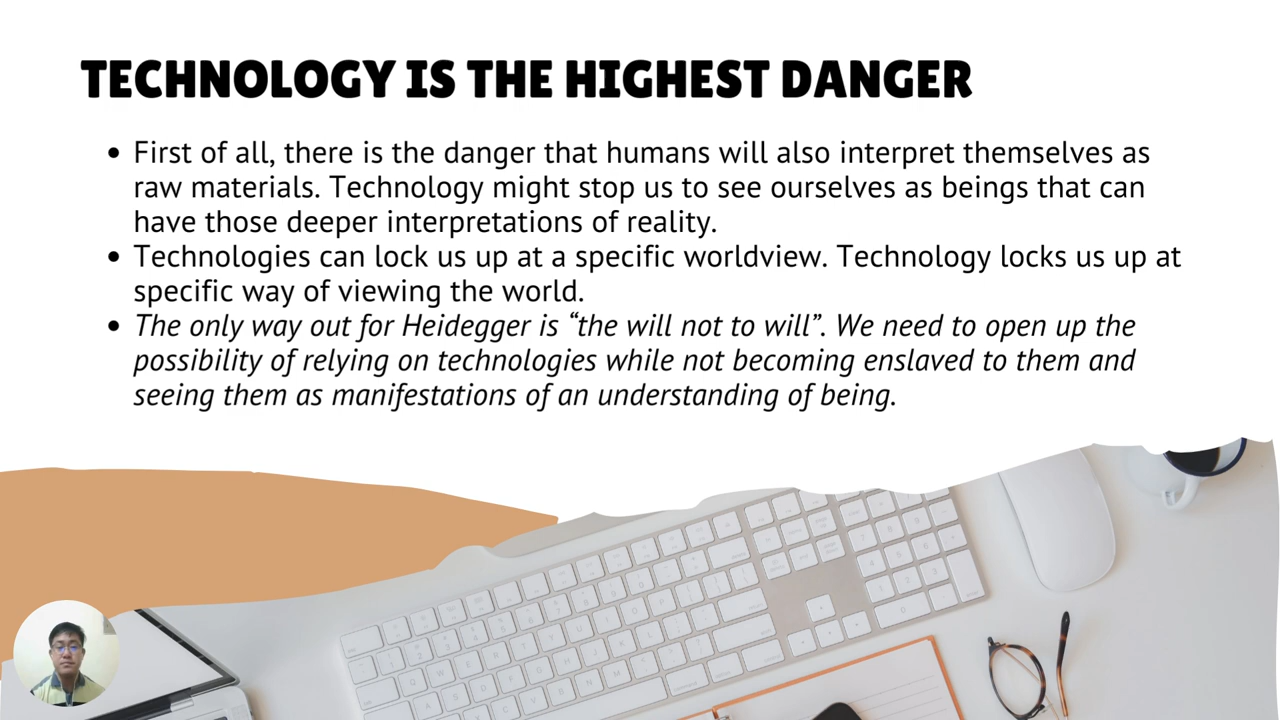 TECHNOLOGY IS THE HIGHEST DANGER
• First of all, there is the danger that humans will also interpret themselves as
raw materials. Technology might stop us to see ourselves as beings that can
have those deeper interpretations of reality.
• Technologies can lock us up at a specific worldview. Technology locks us up at
specific way of viewing the world.
• The only way out for Heidegger is “the will not to will”. We need to open up the
possibility of relying on technologies while not becoming enslaved to them and
seeing them as manifestations of an understanding of being.